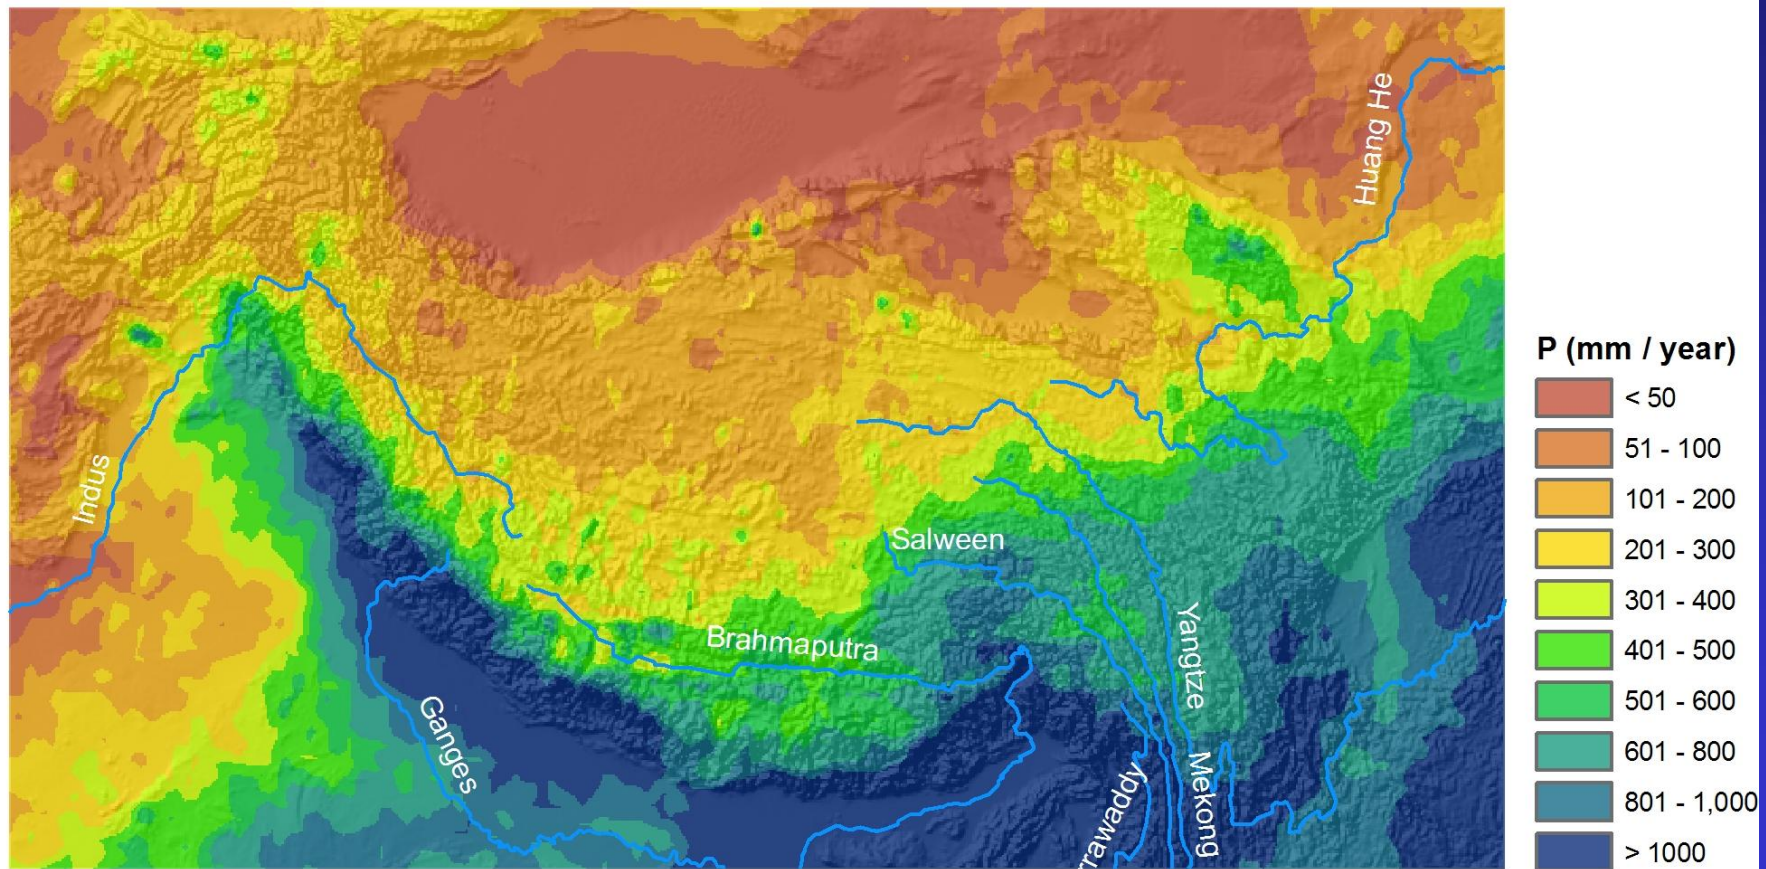 Huang He
Indus
Salween
Brahmaputra
Yangtze
Ganges
Mekong
rrawaddy
P (mm / year)
< 50
51 - 100
101 - 200
201 - 300
301 - 400
401 - 500
501 - 600
601 - 800
801 - 1,000
> 1000